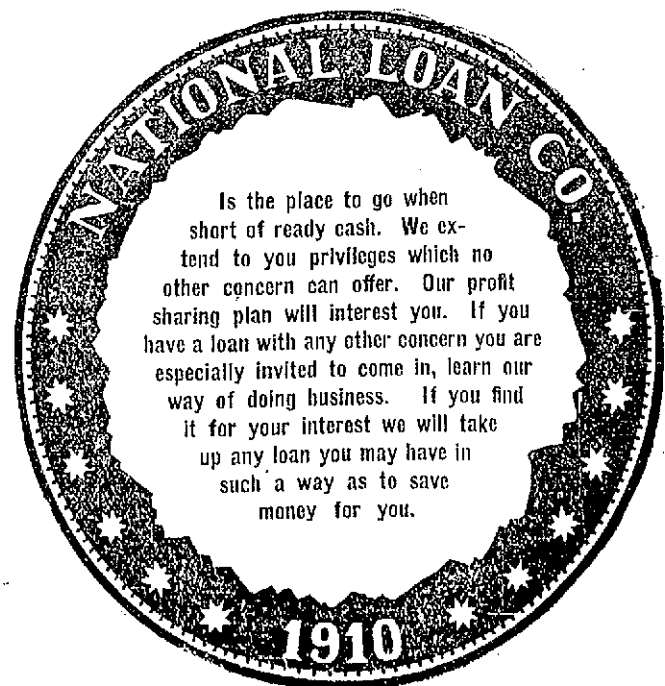 NATIONAL LOAN CO.
Is the place to go when
short of ready cash. We ex-
tend to you privileges which no
other concern can offer. Our profit
sharing plan will interest you. If you
have a loan with any other concern you are
especially invited to come in, learn our
way of doing business. If you find
it for your interest we will take
up any loan you may have in
such a way as to save
money for you.
1910